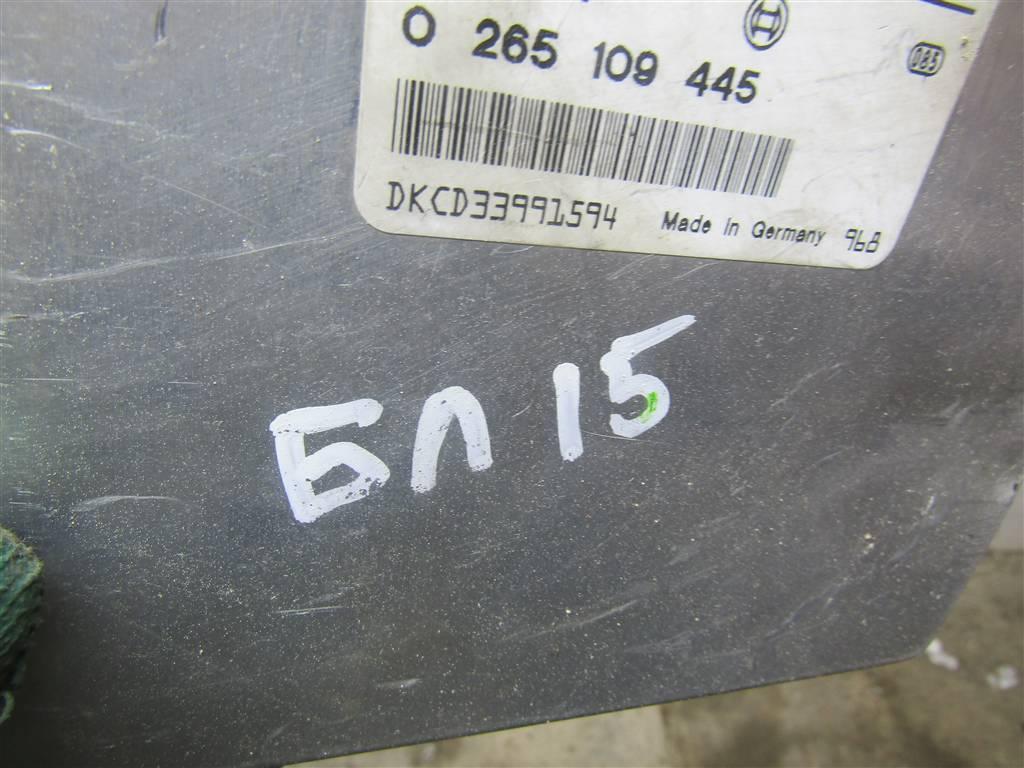 0 265 109 445
DKCD33991594 Made In Germany 968
БЛ 15